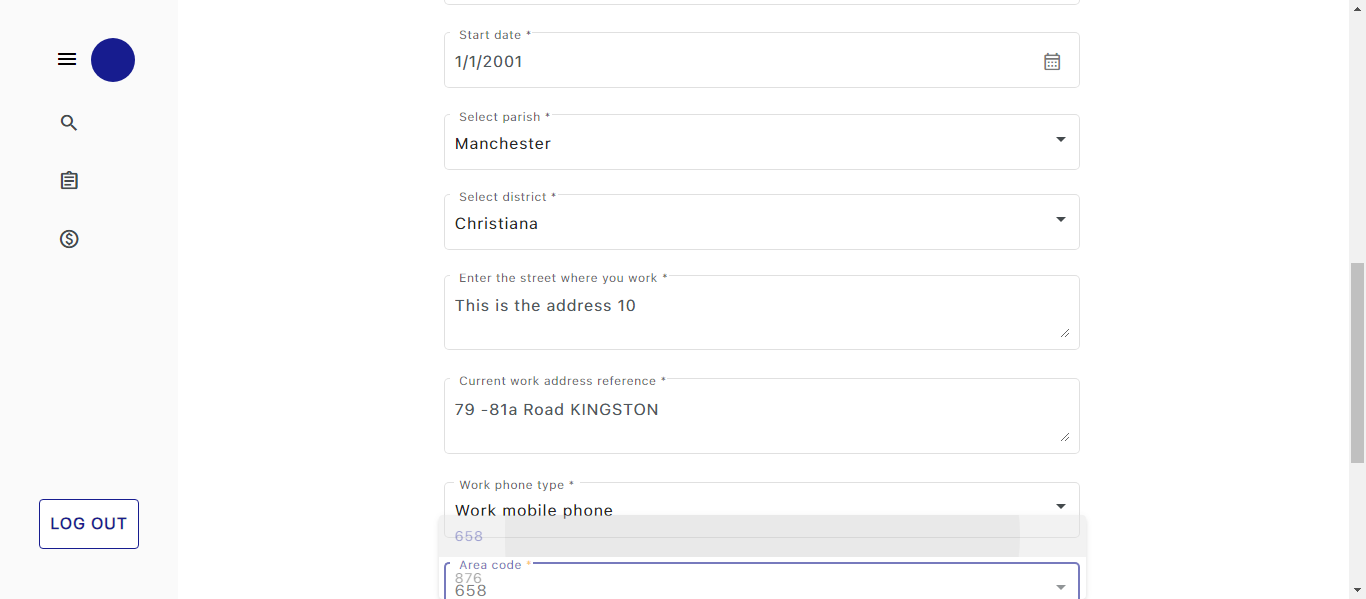 Start date *
1/1/2001
Select parish *
Manchester
Select district *
Christiana
Enter the street where you work *
This is the address 10
Current work address reference *
79 -81a Road KINGSTON
Work phone type *
Work mobile phone
658
Area code *
876
658
LOG OUT